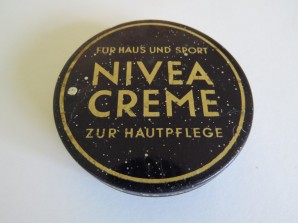 FÜR HAUS UND SPORT
NIVEA
CREME
ZUR HAUTPFLEGE